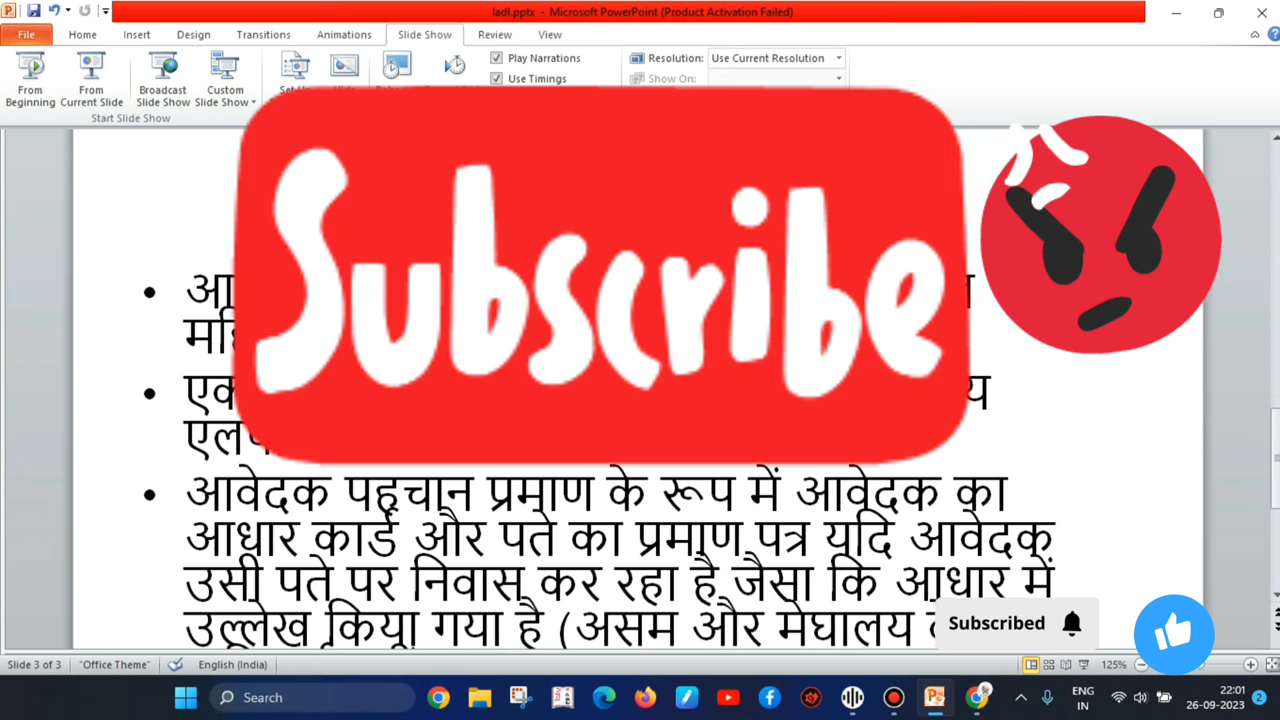 ladl.pptx - Microsoft PowerPoint (Product Activation Failed)
File Home Insert Design Transitions Animations Slide Show Review View
From Beginning
From Current Slide
Broadcast Slide Show
Custom Slide Show
Play Narrations
Use Timings
Resolution: Use Current Resolution
Show On:
Start Slide Show
Subscribe
आवेदक पहचान प्रमाण के रूप में आवेदक का
आधार कार्ड और पते का प्रमाण पत्र यदि आवेदक
उसी पते पर निवास कर रहा है जैसा कि आधार में
उल्लेख किया गया है (असम और मेघालय
Subscribed
Slide 3 of 3 "Office Theme" English (India) 125%
Search
ENG
IN
22:01
26-09-2023
2